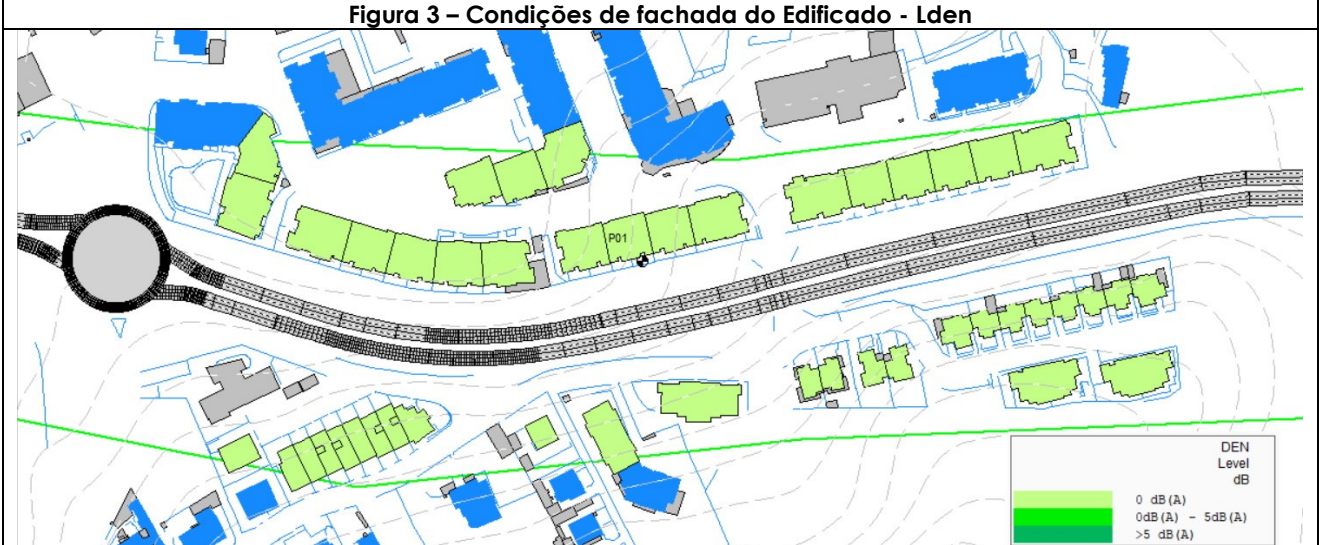 Figura 3 – Condições de fachada do Edificado - Lden
P01
DEN
Level
dB
0 dB(A)
0dB(A) - 5dB(A)
>5 dB(A)